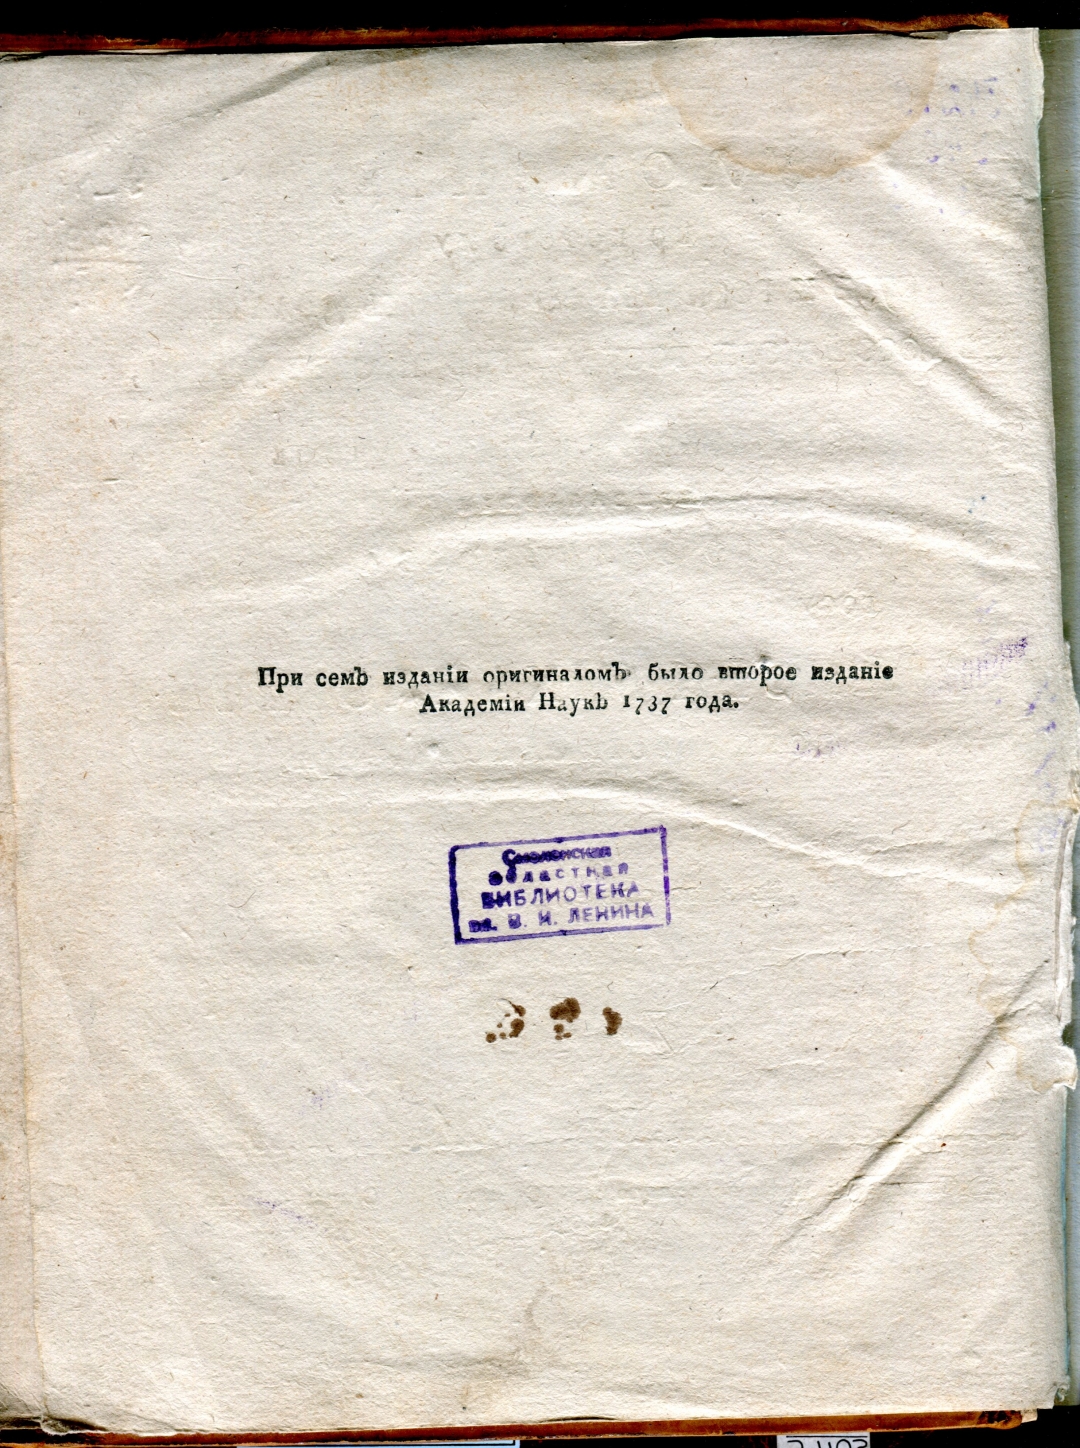 При семъ изданіи оригиналомъ было второе изданіе
Академіи Наукъ 1737 года.
Смоленская
областная
БИБЛИОТЕКА
им. В. И. ЛЕНИНА